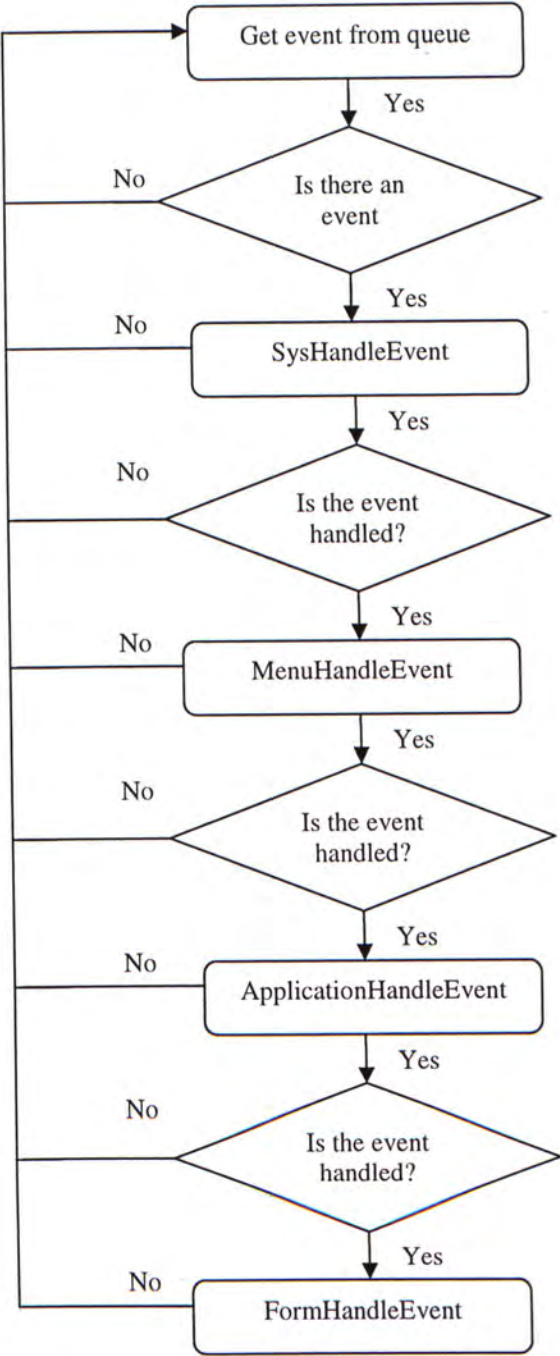 Get event from queue
Yes
No
Is there an
event
Yes
No
SysHandleEvent
Yes
No
Is the event
handled?
Yes
No
MenuHandleEvent
Yes
No
Is the event
handled?
Yes
No
ApplicationHandleEvent
Yes
No
Is the event
handled?
Yes
No
FormHandleEvent